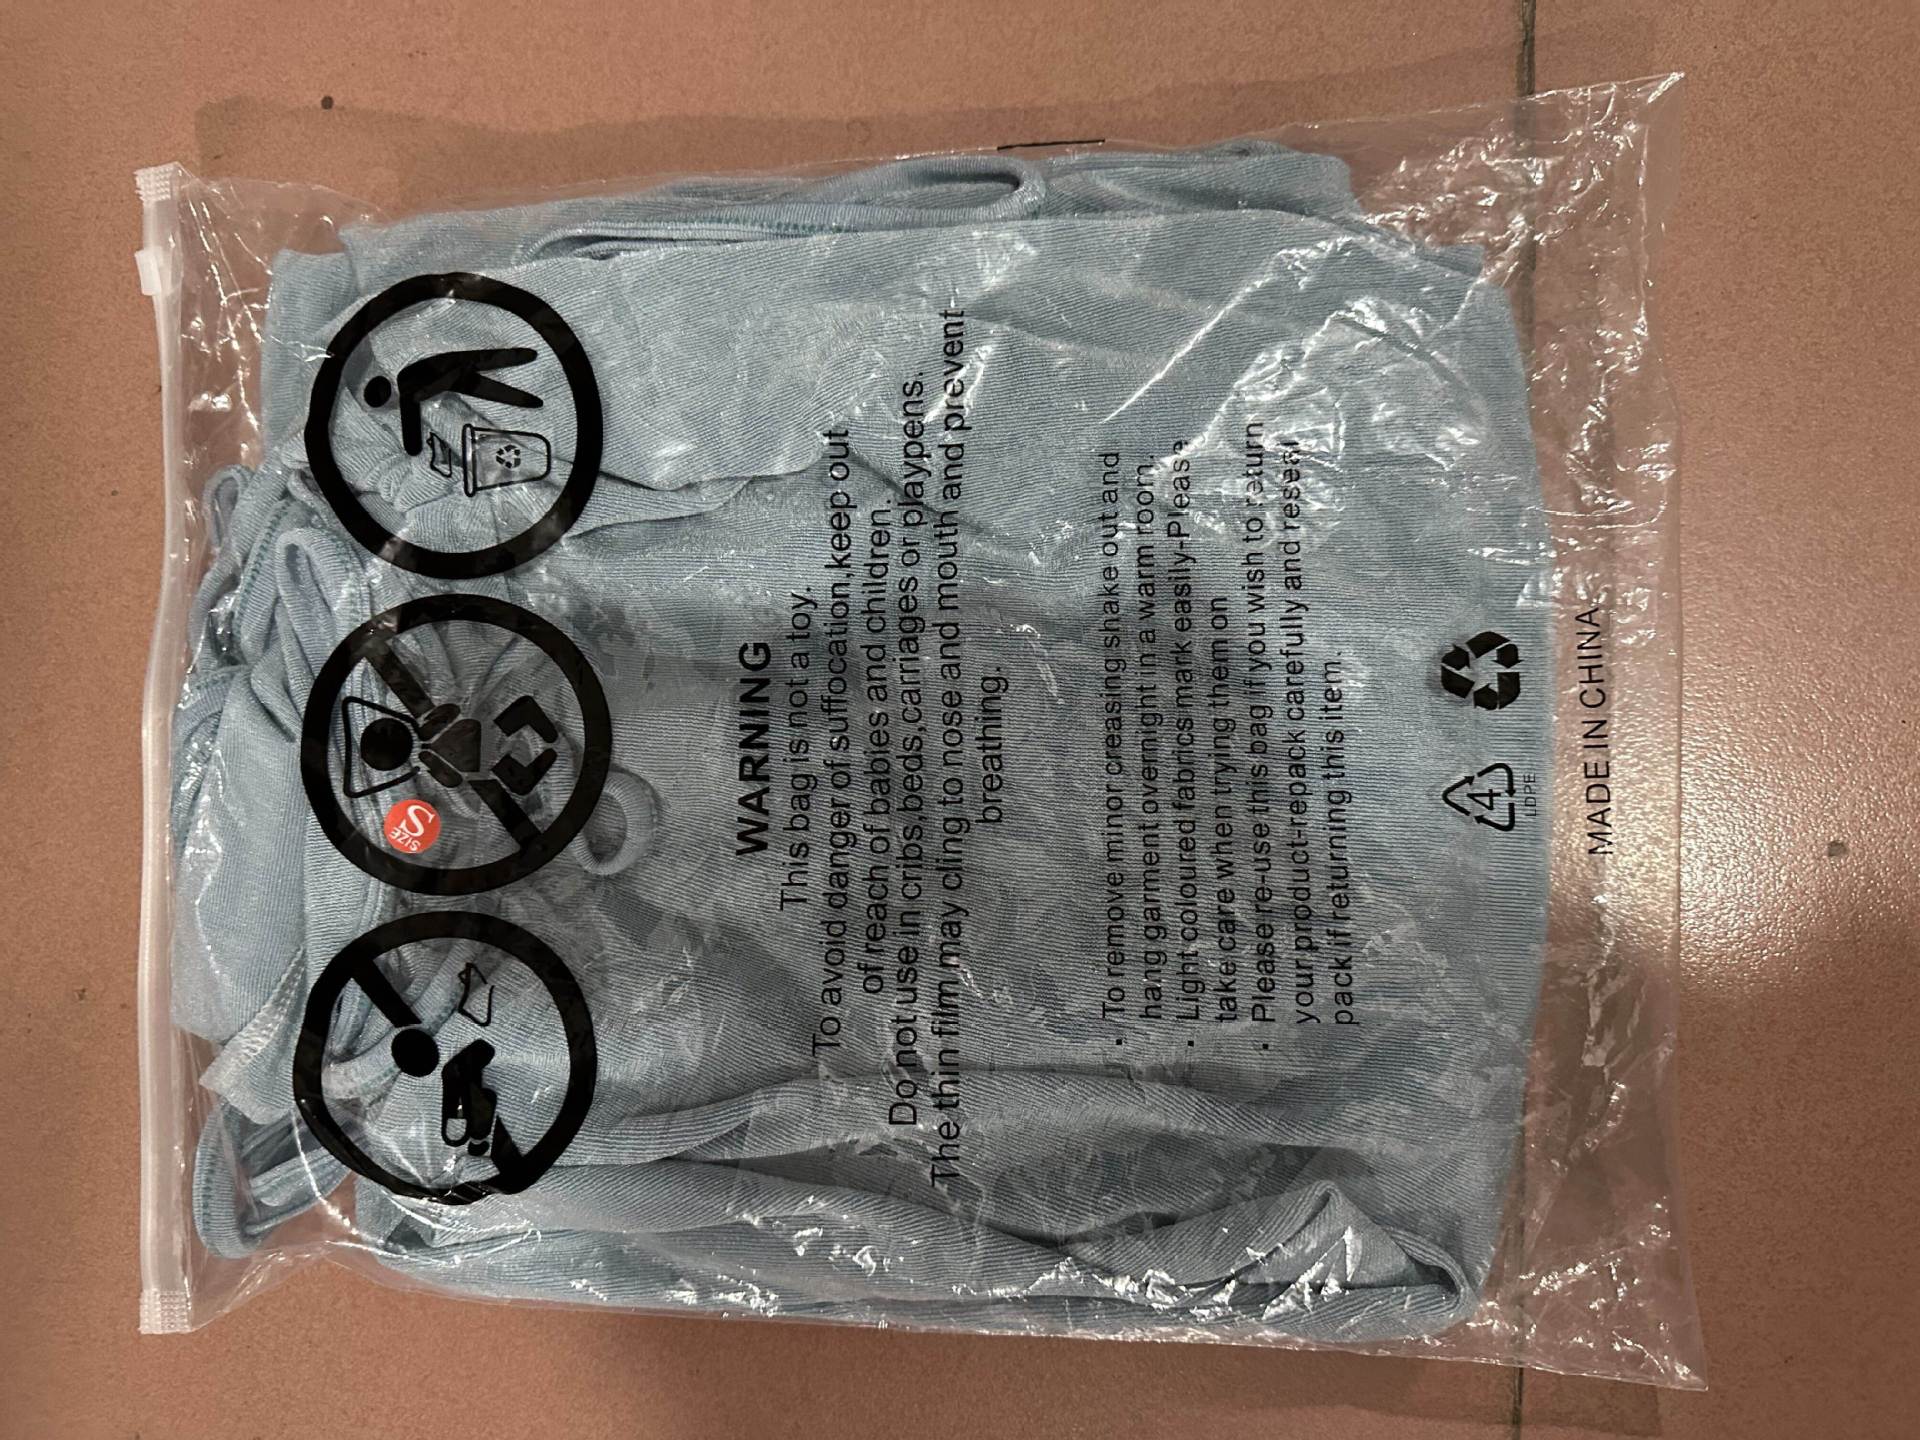 SIZE
S
WARNING
This bag is not a toy.
To avoid danger of suffocation,keep out
of reach of babies and children.
Do not use in cribs,beds,carriages or playpens.
The thin film may cling to nose and mouth and prevent
breathing.
· To remove minor creasing shake out and
hang garment overnight in a warm room.
· Light coloured fabrics mark easily-Please
take care when trying them on
· Please re-use this bag if you wish to return
your product-repack carefully and reseal
pack if returning this item.
4
LDPE
MADE IN CHINA